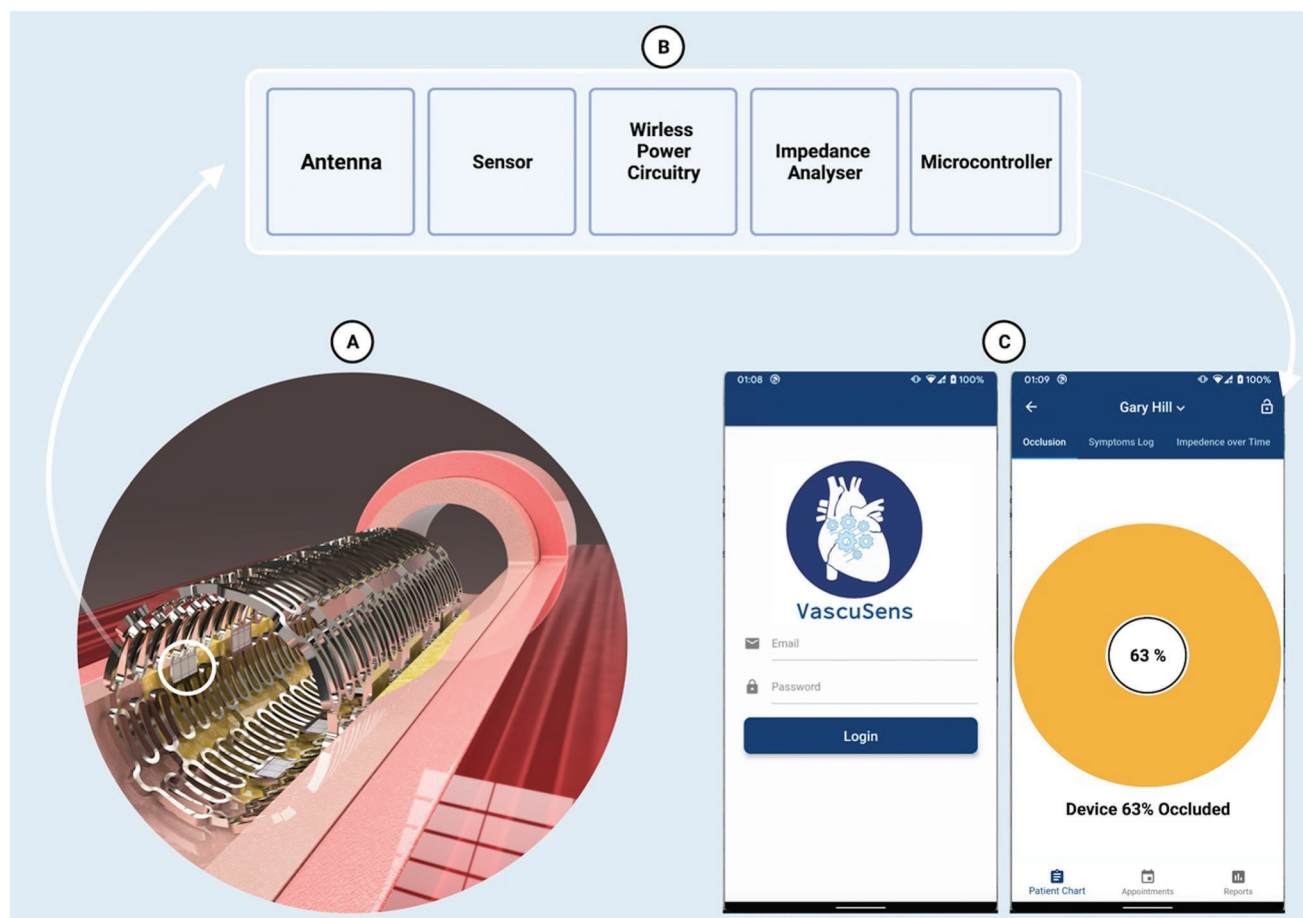 B
Antenna
Sensor
Wirless
Power
Circuitry
Impedance
Analyser
Microcontroller
A
C
01:08
100%
VascuSens
Email
Password
Login
01:09
100%
Gary Hill
Occlusion Symptoms Log Impedence over Time
63 %
Device 63% Occluded
Patient Chart Appointments Reports